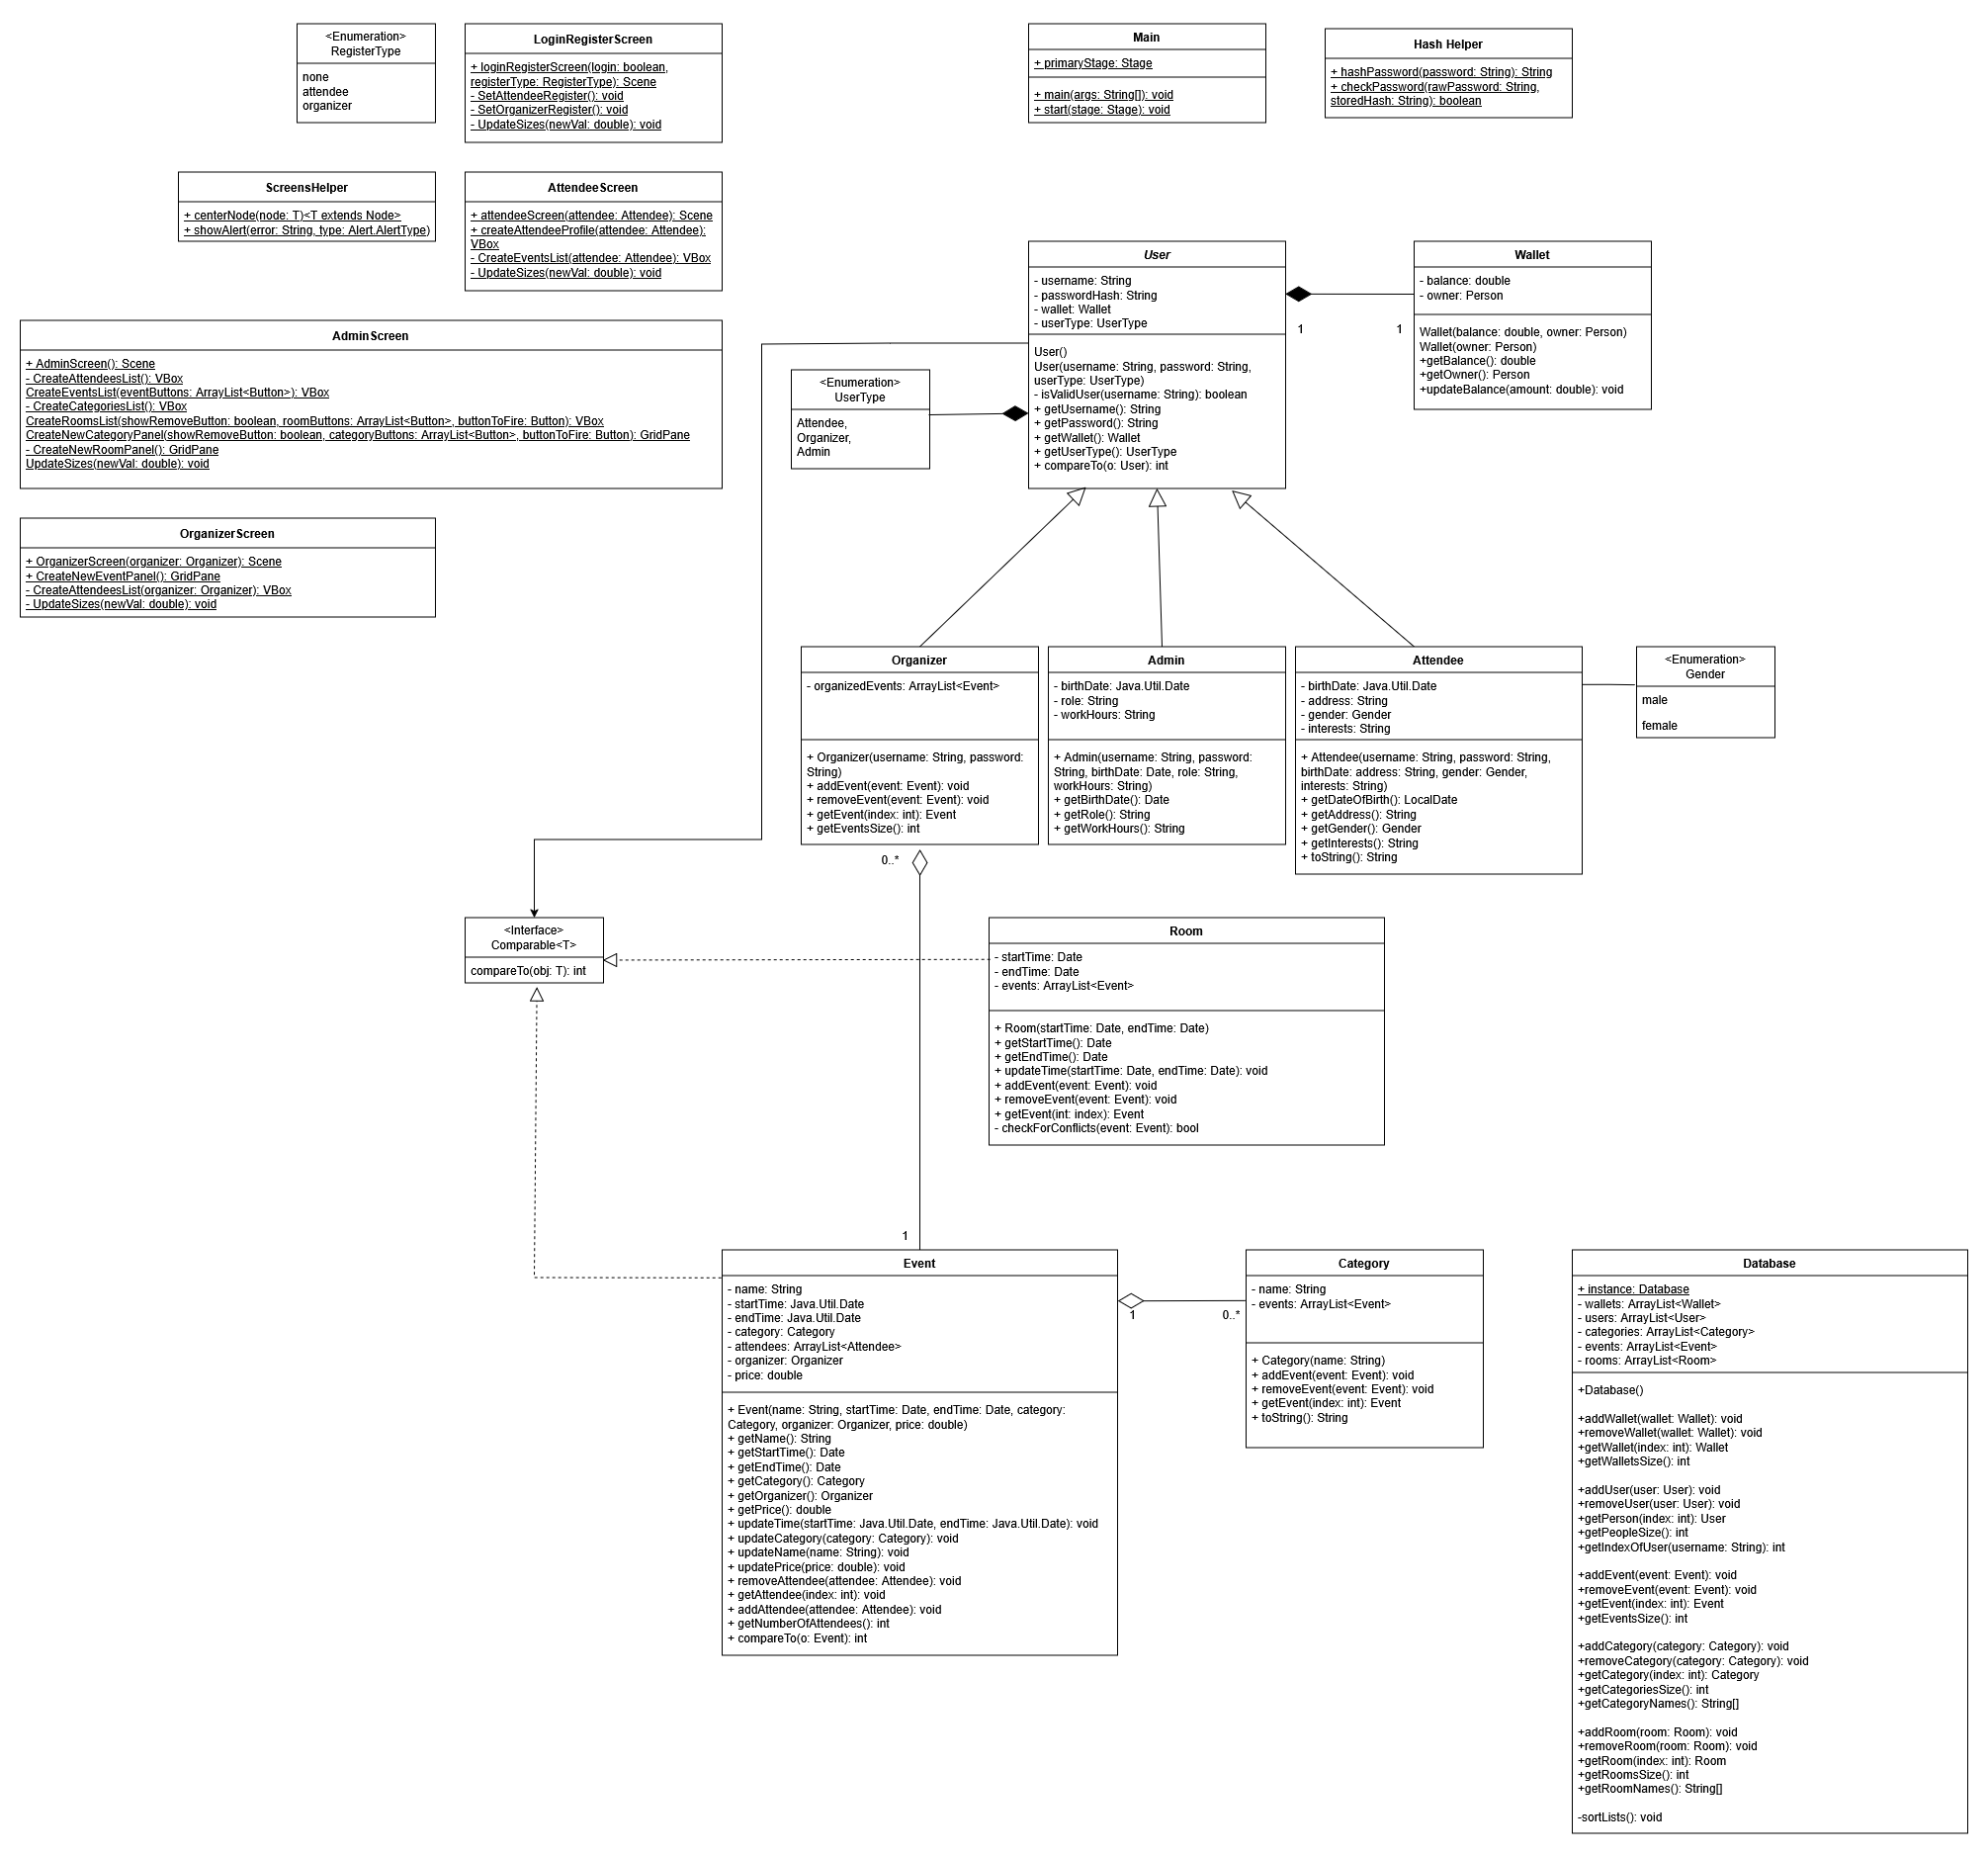 <Enumeration>
RegisterType
none
attendee
organizer
LoginRegisterScreen
+ loginRegisterScreen(login: boolean,
registerType: RegisterType): Scene
- SetAttendeeRegister(): void
- SetOrganizerRegister(): void
- UpdateSizes(newVal: double): void
Main
+ primaryStage: Stage
+ main(args: String[]): void
+ start(stage: Stage): void
Hash Helper
+ hashPassword(password: String): String
+ checkPassword(rawPassword: String,
storedHash: String): boolean
ScreensHelper
+ centerNode(node: T)<T extends Node>
+ showAlert(error: String, type: Alert.AlertType)
AttendeeScreen
+ attendeeScreen(attendee: Attendee): Scene
+ createAttendeeProfile(attendee: Attendee):
VBox
- CreateEventsList(attendee: Attendee): VBox
- UpdateSizes(newVal: double): void
User
- username: String
- passwordHash: String
- wallet: Wallet
- userType: UserType
User()
User(username: String, password: String,
userType: UserType)
- isValidUser(username: String): boolean
+ getUsername(): String
+ getPassword(): String
+ getWallet(): Wallet
+ getUserType(): UserType
+ compareTo(o: User): int
1
1
Wallet
- balance: double
- owner: Person
Wallet(balance: double, owner: Person)
Wallet(owner: Person)
+getBalance(): double
+getOwner(): Person
+updateBalance(amount: double): void
AdminScreen
+ AdminScreen(): Scene
- CreateAttendeesList(): VBox
CreateEventsList(eventButtons: ArrayList<Button>): VBox
- CreateCategoriesList(): VBox
CreateRoomsList(showRemoveButton: boolean, roomButtons: ArrayList<Button>, buttonToFire: Button): VBox
CreateNewCategoryPanel(showRemoveButton: boolean, categoryButtons: ArrayList<Button>, buttonToFire: Button): GridPane
- CreateNewRoomPanel(): GridPane
UpdateSizes(newVal: double): void
<Enumeration>
UserType
Attendee,
Organizer,
Admin
OrganizerScreen
+ OrganizerScreen(organizer: Organizer): Scene
+ CreateNewEventPanel(): GridPane
- CreateAttendeesList(organizer: Organizer): VBox
- UpdateSizes(newVal: double): void
Organizer
- organizedEvents: ArrayList<Event>
+ Organizer(username: String, password:
String)
+ addEvent(event: Event): void
+ removeEvent(event: Event): void
+ getEvent(index: int): Event
+ getEventsSize(): int
Admin
- birthDate: Java.Util.Date
- role: String
- workHours: String
+ Admin(username: String, password:
String, birthDate: Date, role: String,
workHours: String)
+ getBirthDate(): Date
+ getRole(): String
+ getWorkHours(): String
Attendee
- birthDate: Java.Util.Date
- address: String
- gender: Gender
- interests: String
+ Attendee(username: String, password: String,
birthDate: address: String, gender: Gender,
interests: String)
+ getDateOfBirth(): LocalDate
+ getAddress(): String
+ getGender(): Gender
+ getInterests(): String
+ toString(): String
<Enumeration>
Gender
male
female
0..*
<Interface>
Comparable<T>
compareTo(obj: T): int
Room
- startTime: Date
- endTime: Date
- events: ArrayList<Event>
+ Room(startTime: Date, endTime: Date)
+ getStartTime(): Date
+ getEndTime(): Date
+ updateTime(startTime: Date, endTime: Date): void
+ addEvent(event: Event): void
+ removeEvent(event: Event): void
+ getEvent(int: index): Event
- checkForConflicts(event: Event): bool
1
Event
- name: String
- startTime: Java.Util.Date
- endTime: Java.Util.Date
- category: Category
- attendees: ArrayList<Attendee>
- organizer: Organizer
- price: double
+ Event(name: String, startTime: Date, endTime: Date, category:
Category, organizer: Organizer, price: double)
+ getName(): String
+ getStartTime(): Date
+ getEndTime(): Date
+ getCategory(): Category
+ getOrganizer(): Organizer
+ getPrice(): double
+ updateTime(startTime: Java.Util.Date, endTime: Java.Util.Date): void
+ updateCategory(category: Category): void
+ updateName(name: String): void
+ updatePrice(price: double): void
+ removeAttendee(attendee: Attendee): void
+ getAttendee(index: int): void
+ addAttendee(attendee: Attendee): void
+ getNumberOfAttendees(): int
+ compareTo(o: Event): int
1
0..*
Category
- name: String
- events: ArrayList<Event>
+ Category(name: String)
+ addEvent(event: Event): void
+ removeEvent(event: Event): void
+ getEvent(index: int): Event
+ toString(): String
Database
+ instance: Database
- wallets: ArrayList<Wallet>
- users: ArrayList<User>
- categories: ArrayList<Category>
- events: ArrayList<Event>
- rooms: ArrayList<Room>
+Database()
+addWallet(wallet: Wallet): void
+removeWallet(wallet: Wallet): void
+getWallet(index: int): Wallet
+getWalletsSize(): int
+addUser(user: User): void
+removeUser(user: User): void
+getPerson(index: int): User
+getPeopleSize(): int
+getIndexOfUser(username: String): int
+addEvent(event: Event): void
+removeEvent(event: Event): void
+getEvent(index: int): Event
+getEventsSize(): int
+addCategory(category: Category): void
+removeCategory(category: Category): void
+getCategory(index: int): Category
+getCategoriesSize(): int
+getCategoryNames(): String[]
+addRoom(room: Room): void
+removeRoom(room: Room): void
+getRoom(index: int): Room
+getRoomsSize(): int
+getRoomNames(): String[]
-sortLists(): void